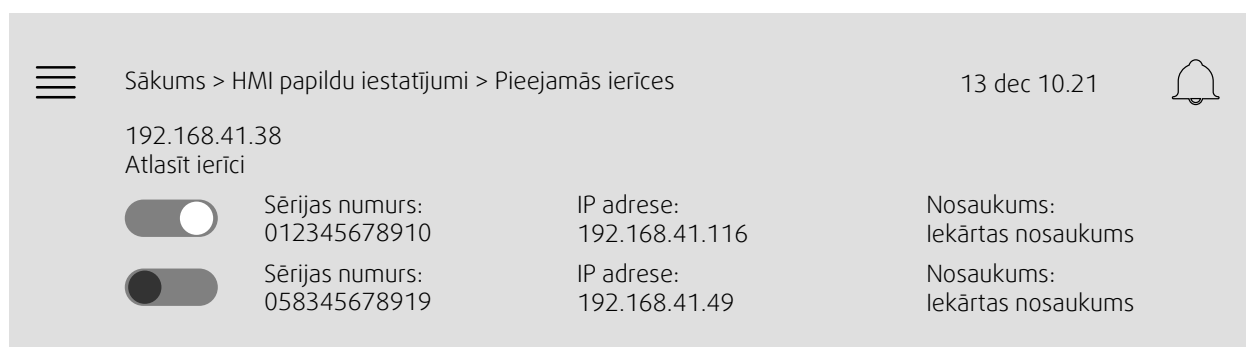 Sākums > HMI papildu iestatījumi > Pieejamās ierīces 13 dec 10.21
192.168.41.38
Atlasīt ierīci
Sērijas numurs: IP adrese: Nosaukums:
012345678910 192.168.41.116 Iekārtas nosaukums
Sērijas numurs: IP adrese: Nosaukums:
058345678919 192.168.41.49 Iekārtas nosaukums